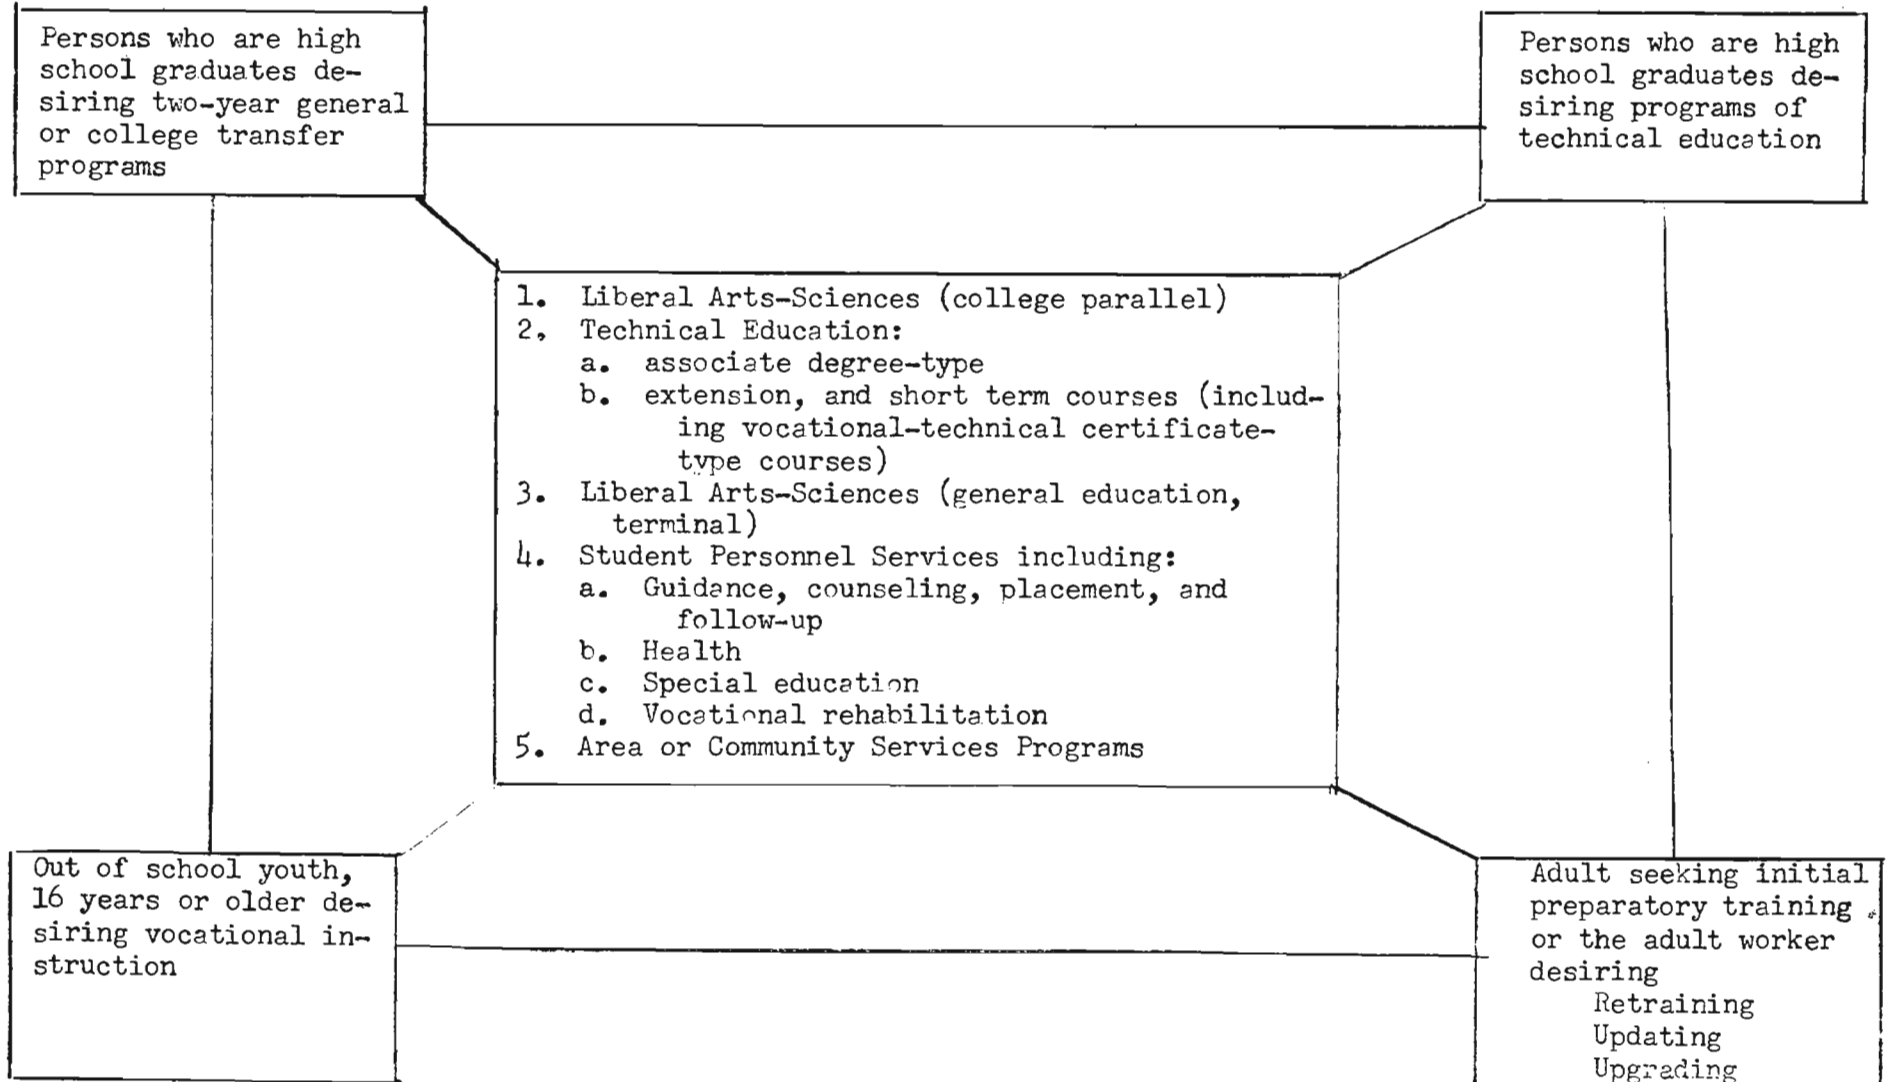 Persons who are high
school graduates de-
siring two-year general
or college transfer
programs
Persons who are high
school graduates de-
siring programs of
technical education
1. Liberal Arts-Sciences (college parallel)
2. Technical Education:
a. associate degree-type
b. extension, and short term courses (includ-
ing vocational-technical certificate-
type courses)
3. Liberal Arts-Sciences (general education,
terminal)
4. Student Personnel Services including:
a. Guidance, counseling, placement, and
follow-up
b. Health
c. Special education
d. Vocational rehabilitation
5. Area or Community Services Programs
Out of school youth,
16 years or older de-
siring vocational in-
struction
Adult seeking initial
preparatory training
or the adult worker
desiring
Retraining
Updating
Upgrading